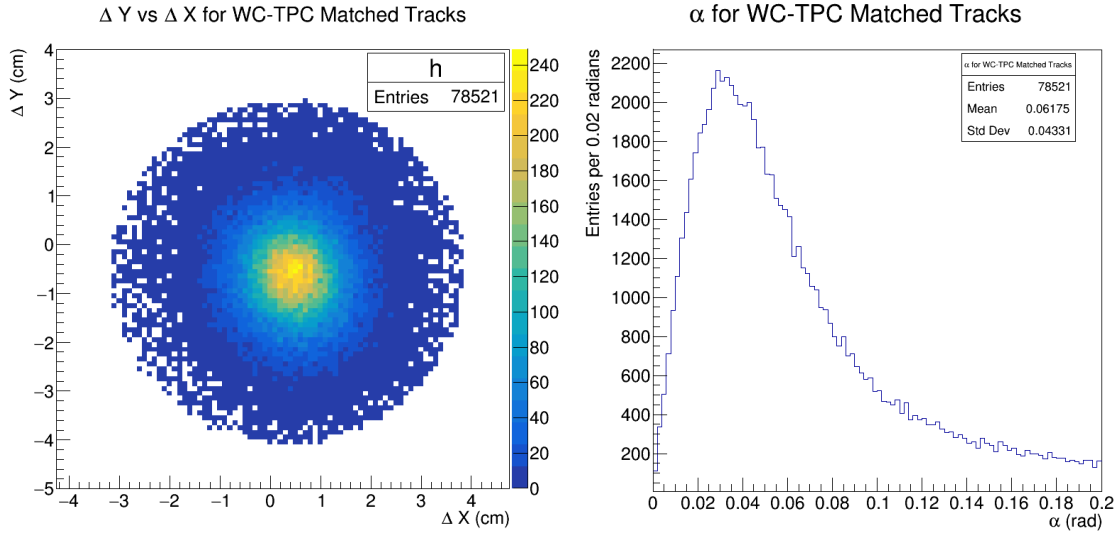 Δ Y vs Δ X for WC-TPC Matched Tracks
Δ Y (cm)
4
3
2
1
0
−1
−2
−3
−4
−5
h
Entries 78521
240
220
200
180
160
140
120
100
80
60
40
20
0
−4 −3 −2 −1 0 1 2 3 4
Δ X (cm)
α for WC-TPC Matched Tracks
Entries per 0.02 radians
2200
2000
1800
1600
1400
1200
1000
800
600
400
200
α for WC-TPC Matched Tracks
Entries 78521
Mean 0.06175
Std Dev 0.04331
0 0.02 0.04 0.06 0.08 0.1 0.12 0.14 0.16 0.18 0.2
α (rad)